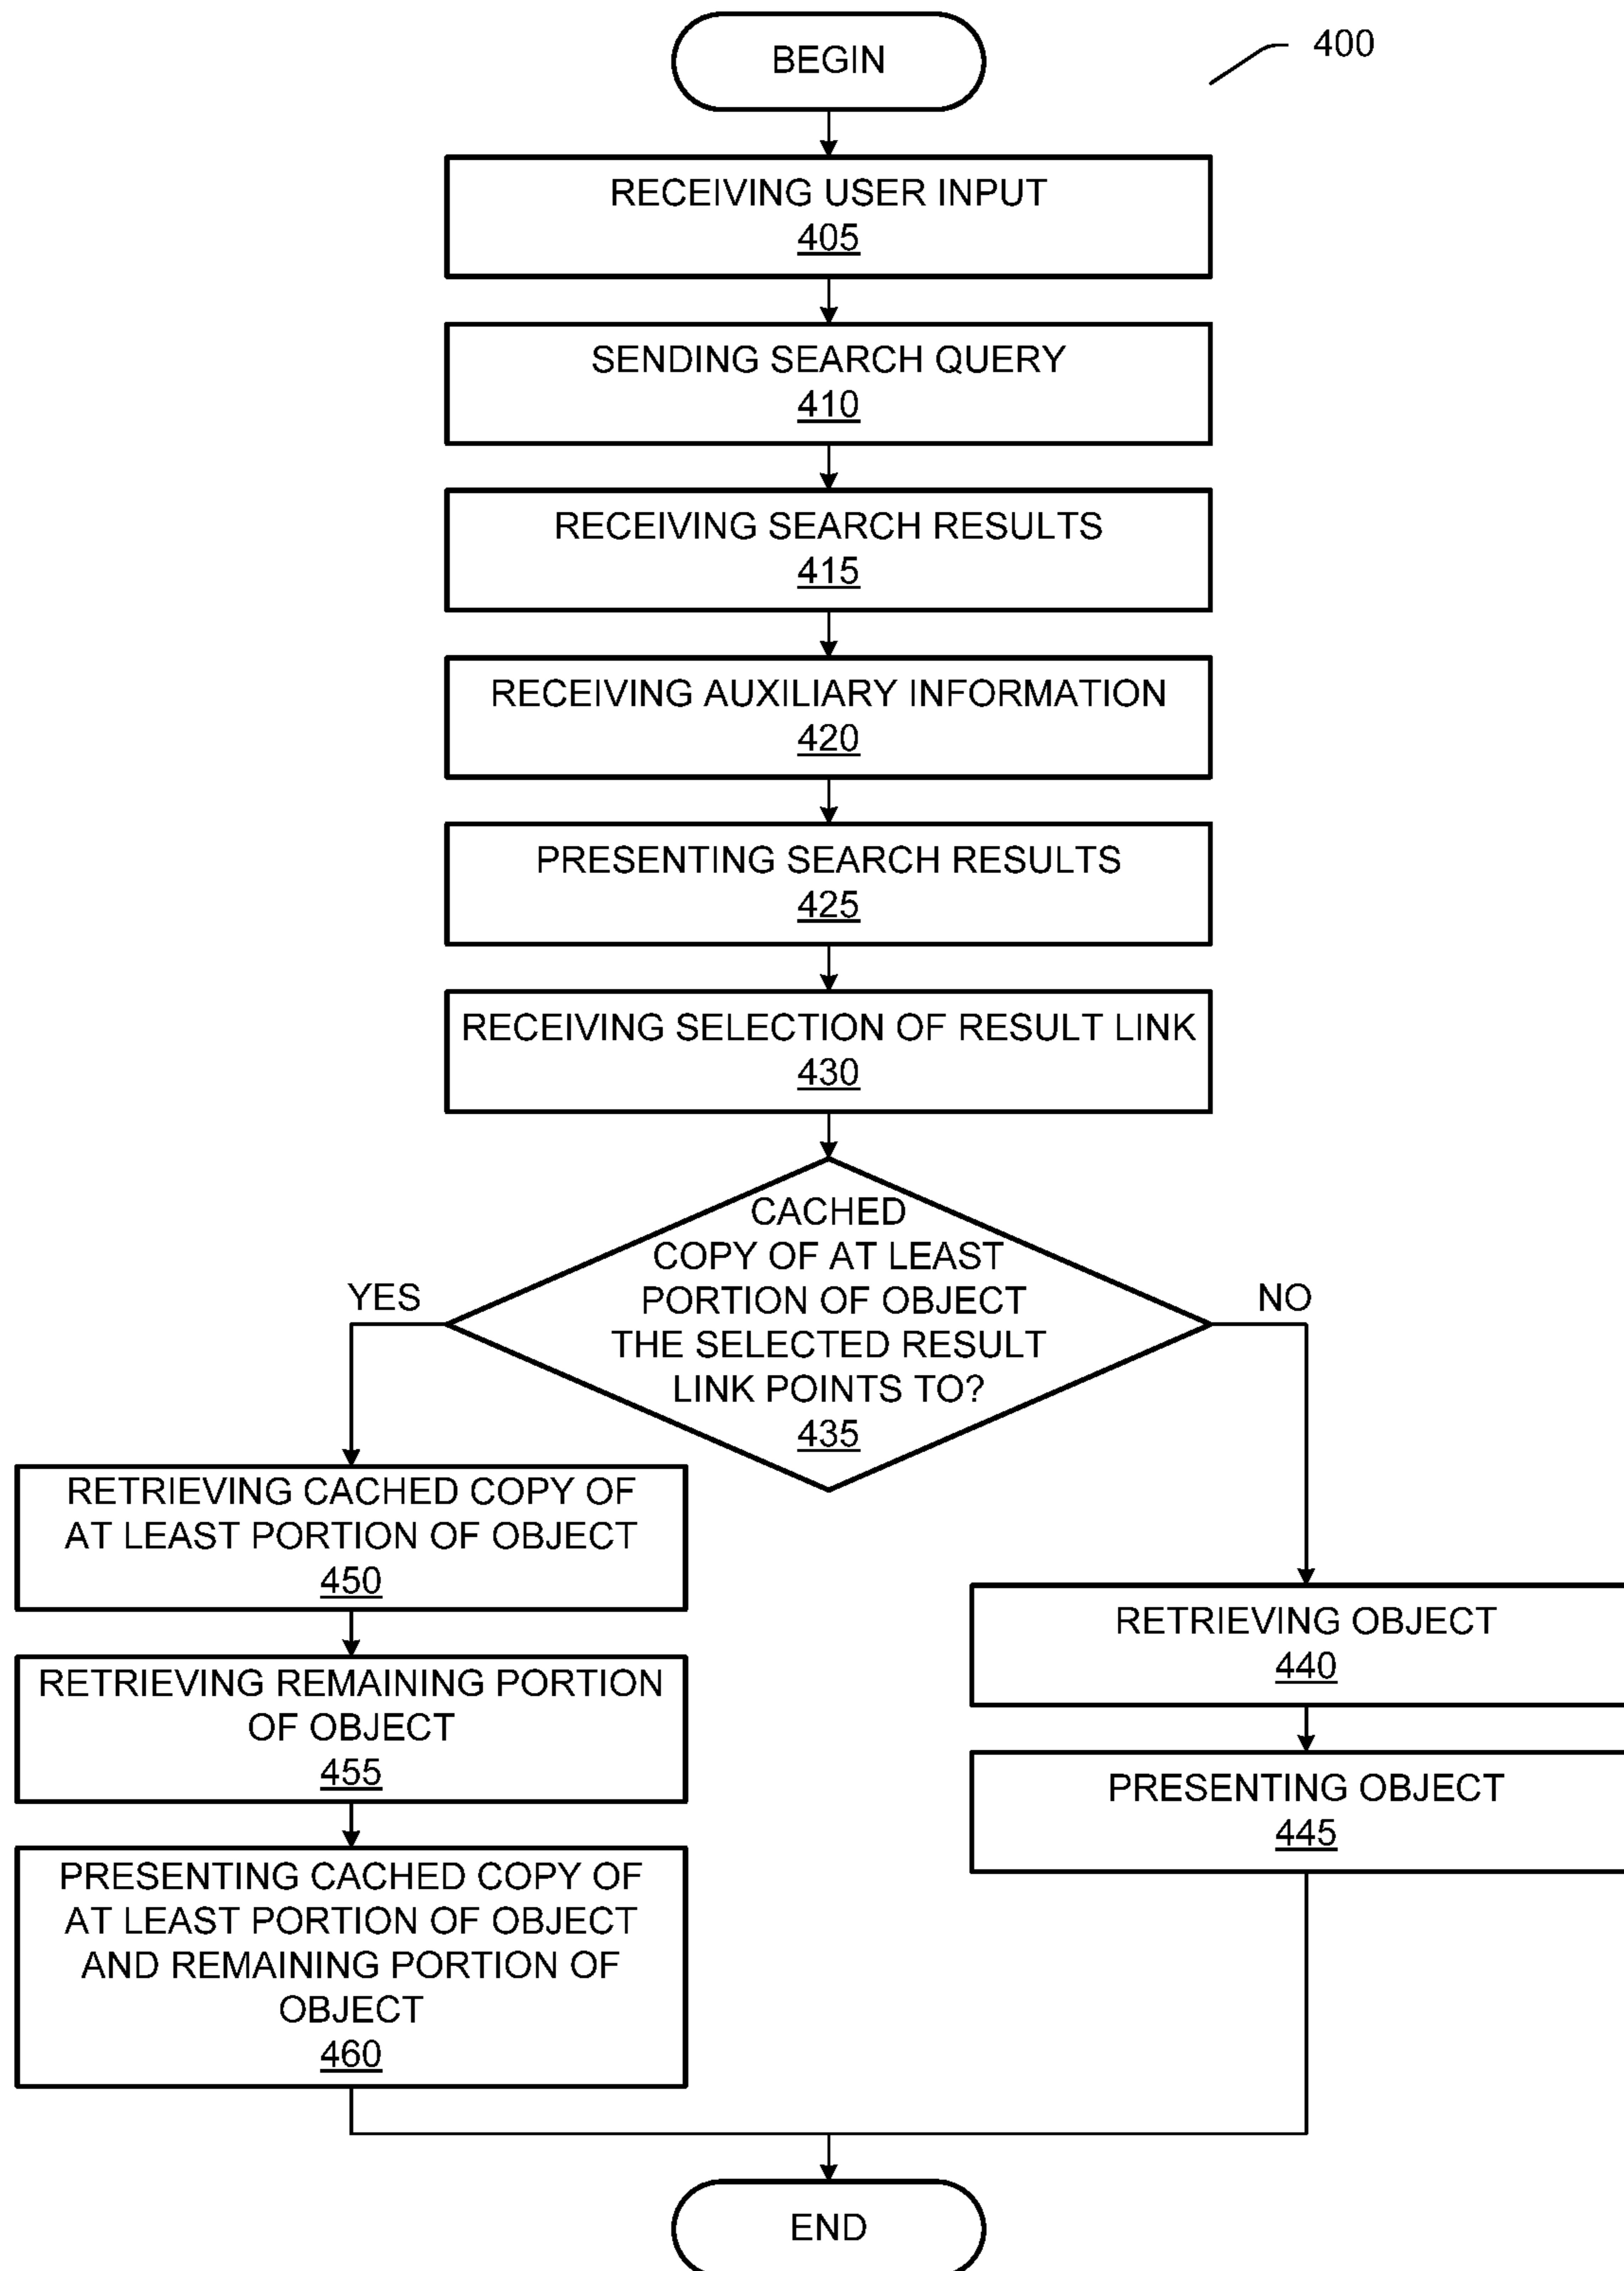 BEGIN
400
RECEIVING USER INPUT
405
SENDING SEARCH QUERY
410
RECEIVING SEARCH RESULTS
415
RECEIVING AUXILIARY INFORMATION
420
PRESENTING SEARCH RESULTS
425
RECEIVING SELECTION OF RESULT LINK
430
CACHED
COPY OF AT LEAST
PORTION OF OBJECT
THE SELECTED RESULT
LINK POINTS TO?
435
YES
NO
RETRIEVING CACHED COPY OF
AT LEAST PORTION OF OBJECT
450
RETRIEVING REMAINING PORTION
OF OBJECT
455
PRESENTING CACHED COPY OF
AT LEAST PORTION OF OBJECT
AND REMAINING PORTION OF
OBJECT
460
RETRIEVING OBJECT
440
PRESENTING OBJECT
445
END